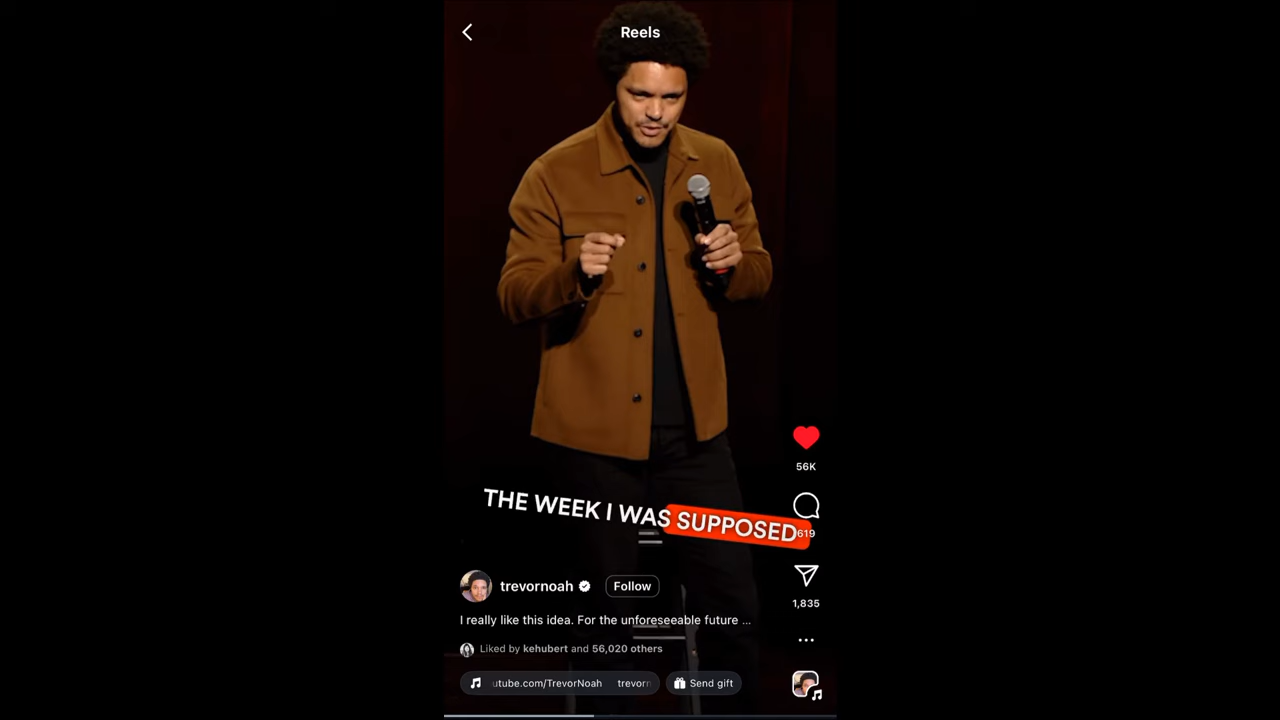 Reels
56K
THE WEEK I WAS SUPPOSED
619
trevornoah
Follow
1,835
I really like this idea. For the unforeseeable future ...
Liked by kehubert and 56,020 others
utube.com/TrevorNoah trevorn
Send gift